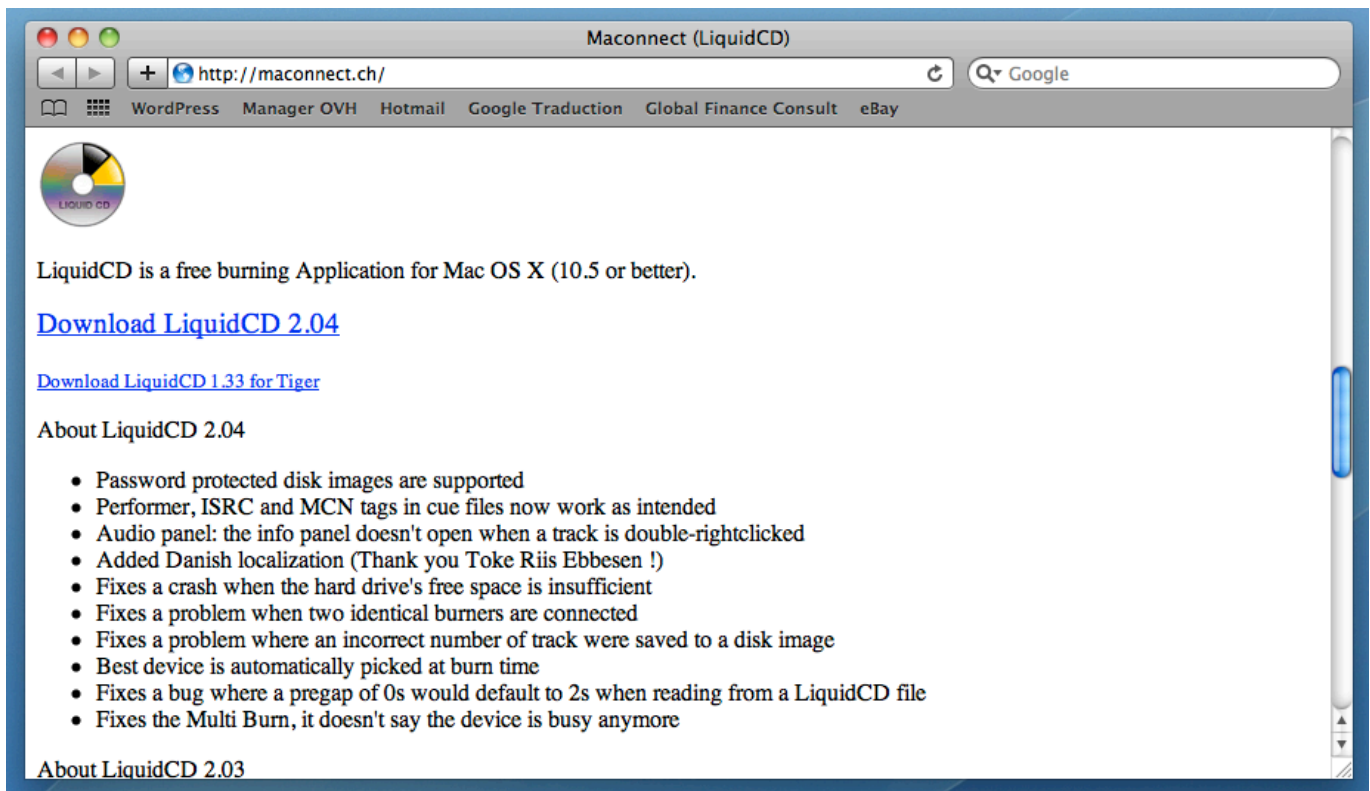 Maconnect (LiquidCD)
http://maconnect.ch/
Google
WordPress Manager OVH Hotmail Google Traduction Global Finance Consult eBay
LIQUID CD
LiquidCD is a free burning Application for Mac OS X (10.5 or better).
Download LiquidCD 2.04
Download LiquidCD 1.33 for Tiger
About LiquidCD 2.04
• Password protected disk images are supported
• Performer, ISRC and MCN tags in cue files now work as intended
• Audio panel: the info panel doesn't open when a track is double-rightclicked
• Added Danish localization (Thank you Toke Riis Ebbesen !)
• Fixes a crash when the hard drive's free space is insufficient
• Fixes a problem when two identical burners are connected
• Fixes a problem where an incorrect number of track were saved to a disk image
• Best device is automatically picked at burn time
• Fixes a bug where a pregap of 0s would default to 2s when reading from a LiquidCD file
• Fixes the Multi Burn, it doesn't say the device is busy anymore
About LiquidCD 2.03